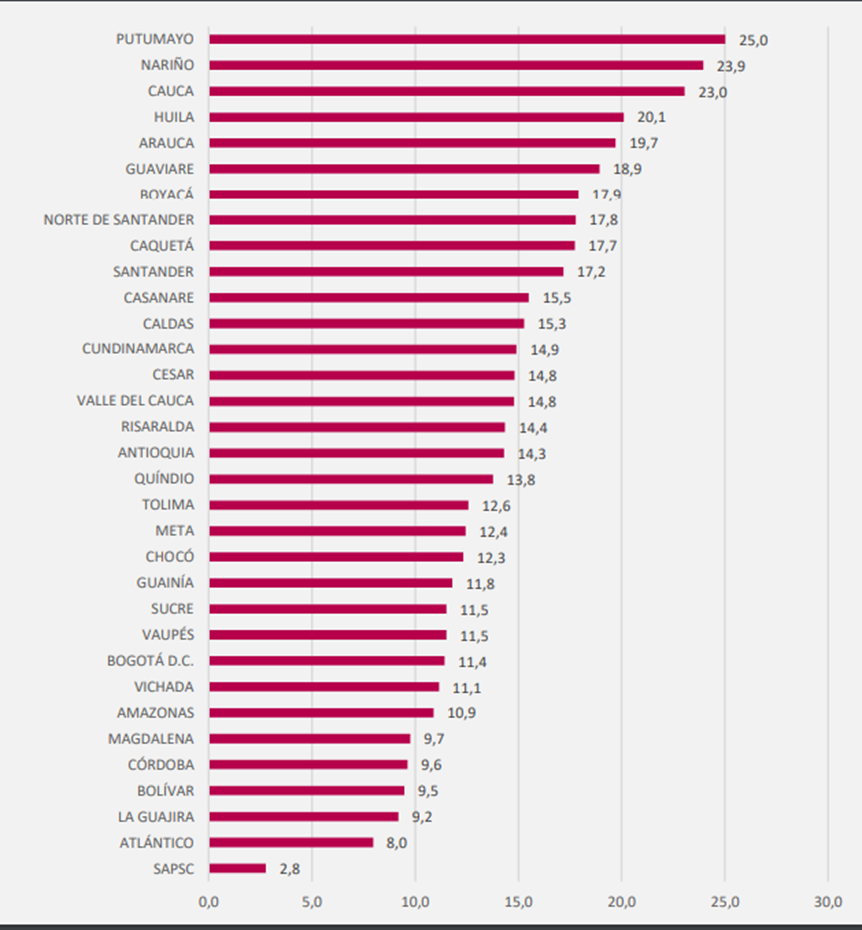 PUTUMAYO 25,0
NARIÑO 23,9
CAUCA 23,0
HUILA 20,1
ARAUCA 19,7
GUAVIARE 18,9
BOYACÁ 17,9
NORTE DE SANTANDER 17,8
CAQUETÁ 17,7
SANTANDER 17,2
CASANARE 15,5
CALDAS 15,3
CUNDINAMARCA 14,9
CESAR 14,8
VALLE DEL CAUCA 14,8
RISARALDA 14,4
ANTIOQUIA 14,3
QUÍNDIO 13,8
TOLIMA 12,6
META 12,4
CHOCÓ 12,3
GUAINÍA 11,8
SUCRE 11,5
VAUPÉS 11,5
BOGOTÁ D.C. 11,4
VICHADA 11,1
AMAZONAS 10,9
MAGDALENA 9,7
CÓRDOBA 9,6
BOLÍVAR 9,5
LA GUAJIRA 9,2
ATLÁNTICO 8,0
SAPSC 2,8
0,0 5,0 10,0 15,0 20,0 25,0 30,0